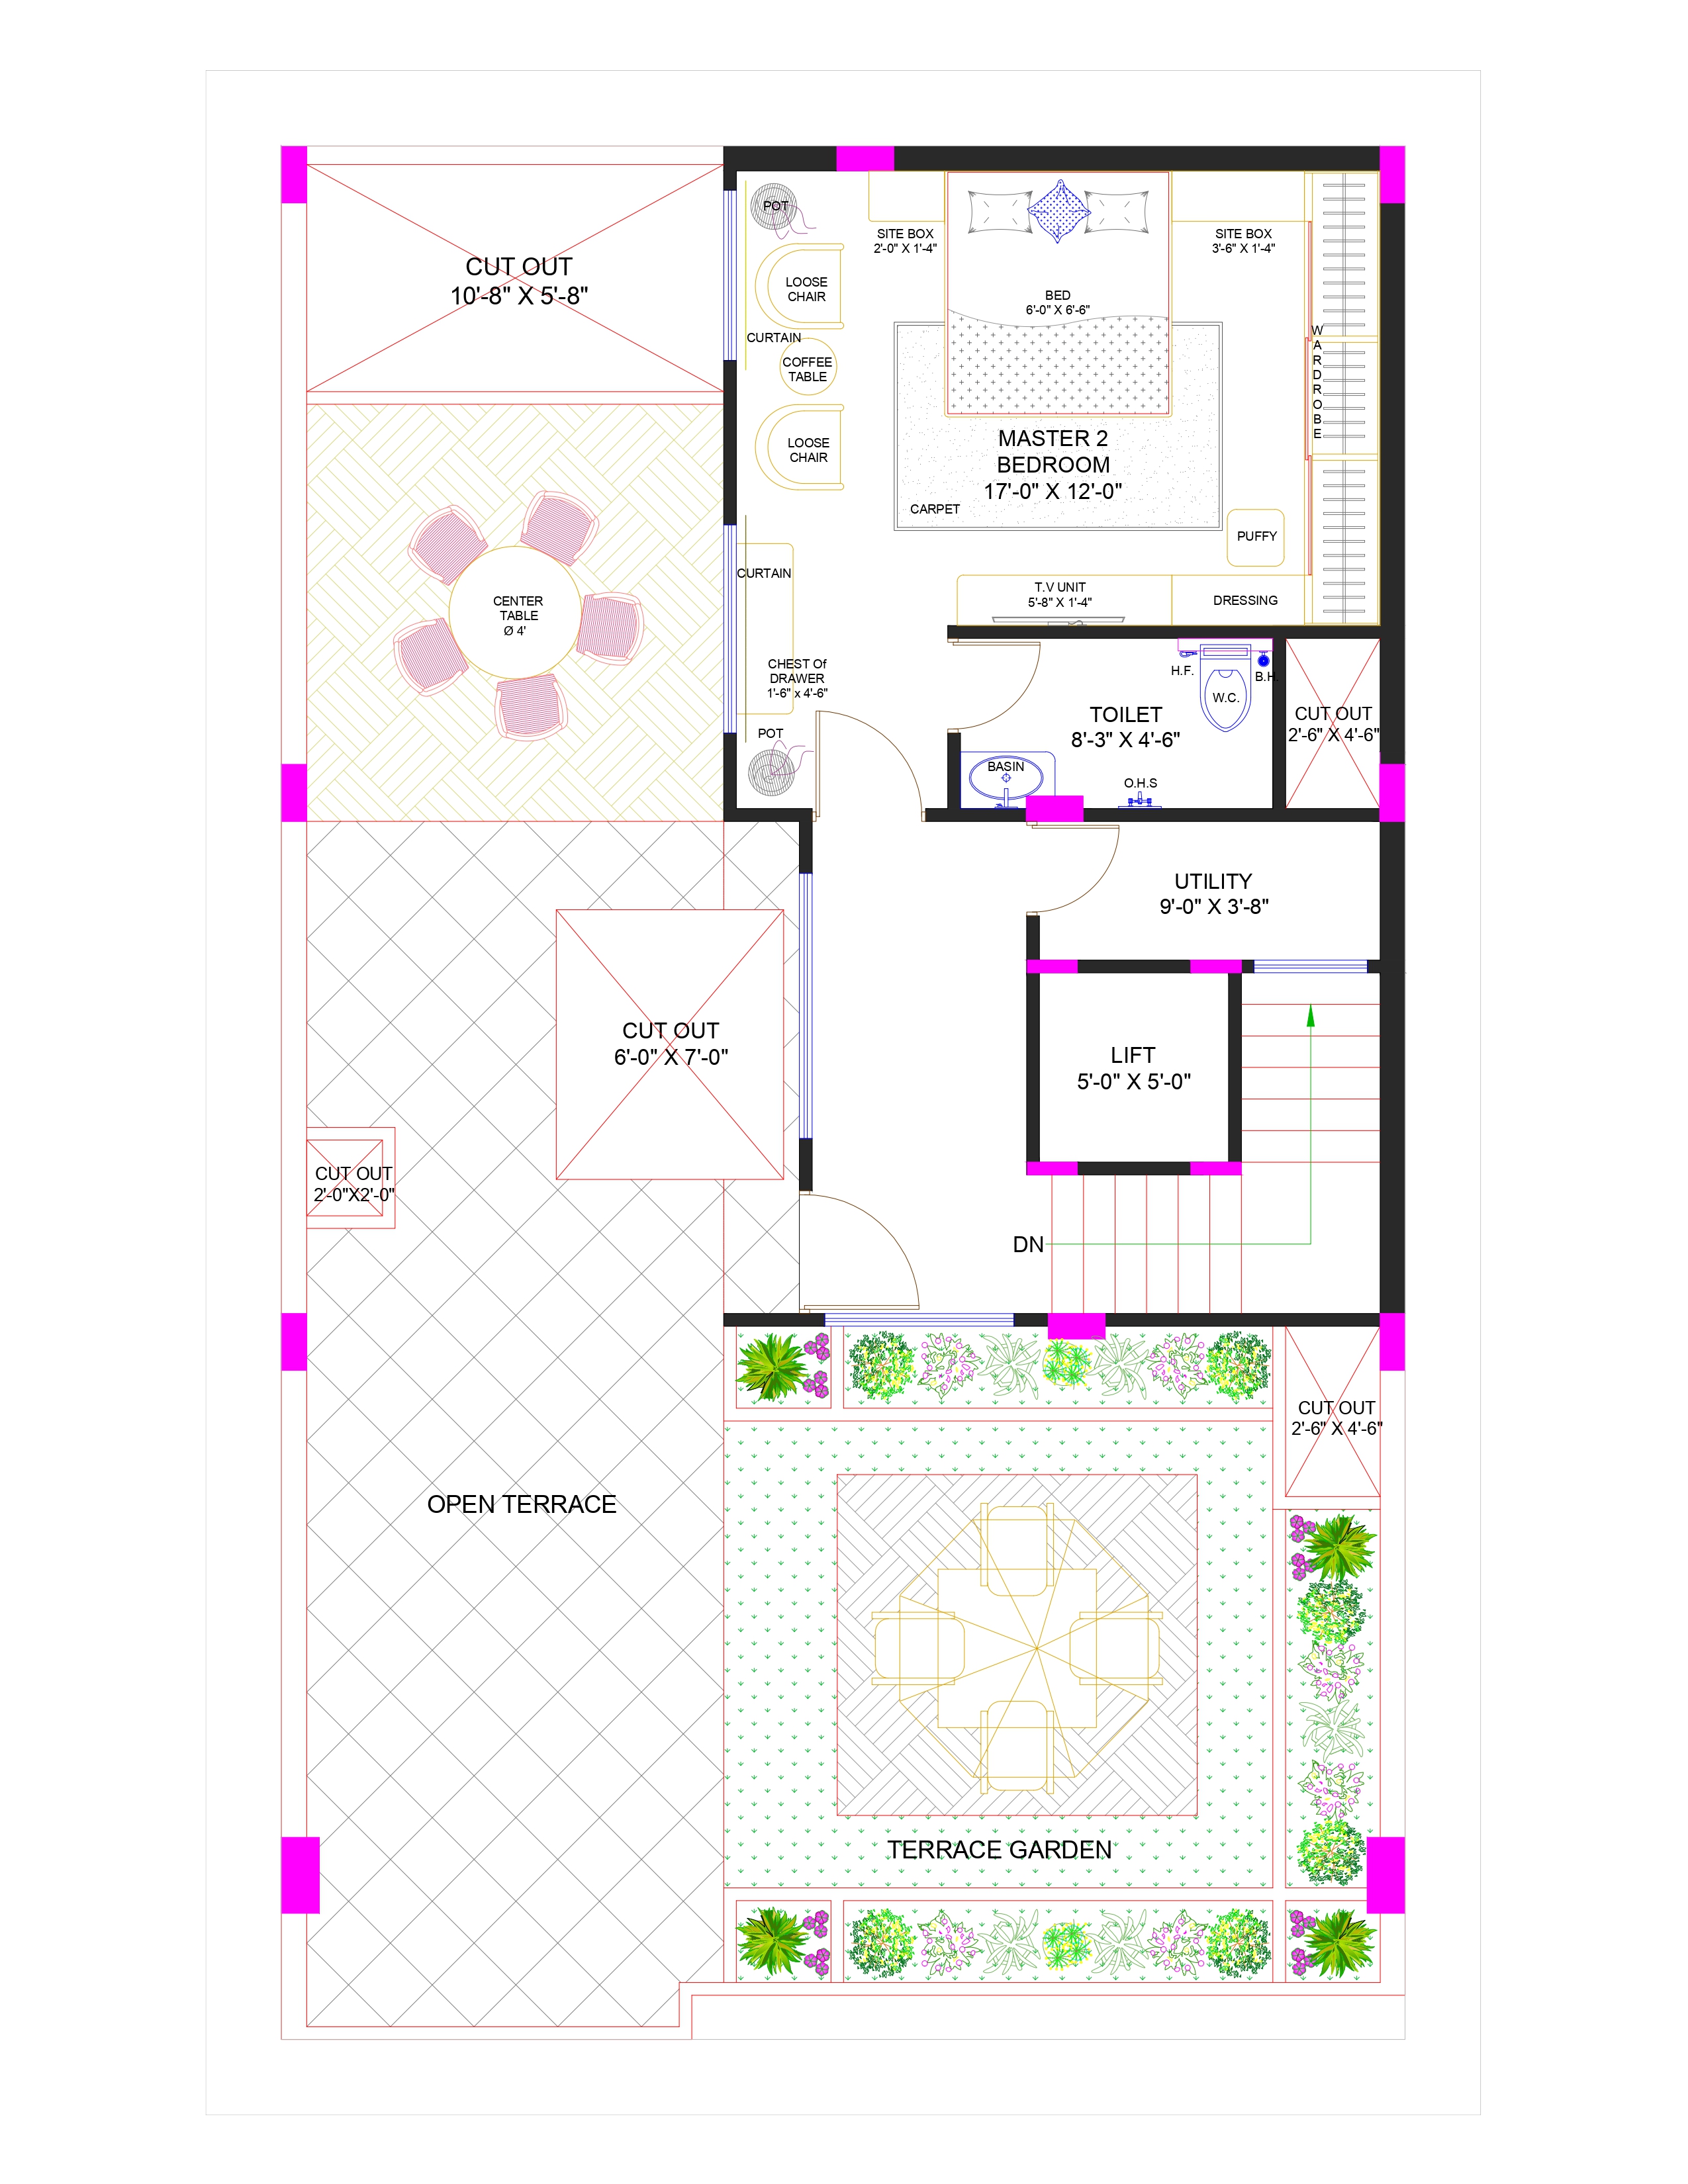 POT
SITE BOX
2'-0" X 1'-4"
SITE BOX
3'-6" X 1'-4"
CUT OUT
10'-8" X 5'-8"
LOOSE
CHAIR
BED
6'-0" X 6'-6"
CURTAIN
COFFEE
TABLE
WARDROBE
LOOSE
CHAIR
MASTER 2
BEDROOM
17'-0" X 12'-0"
CARPET
PUFFY
CURTAIN
T.V UNIT
5'-8" X 1'-4"
DRESSING
CENTER
TABLE
Ø 4'
CHEST Of
DRAWER
1'-6" x 4'-6"
H.F.
B.H.
W.C.
POT
TOILET
8'-3" X 4'-6"
CUT OUT
2'-6" X 4'-6"
BASIN
O.H.S
UTILITY
9'-0" X 3'-8"
CUT OUT
6'-0" X 7'-0"
LIFT
5'-0" X 5'-0"
CUT OUT
2'-0"X2'-0"
DN
CUT OUT
2'-6" X 4'-6"
OPEN TERRACE
TERRACE GARDEN